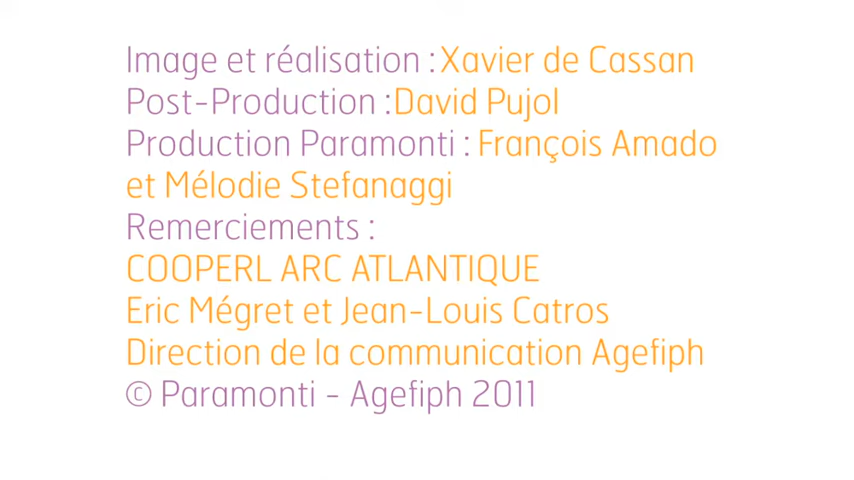 Image et réalisation : Xavier de Cassan
Post-Production : David Pujol
Production Paramonti : François Amado
et Mélodie Stefanaggi
Remerciements :
COOPERL ARC ATLANTIQUE
Eric Mégret et Jean-Louis Catros
Direction de la communication Agefiph
© Paramonti - Agefiph 2011